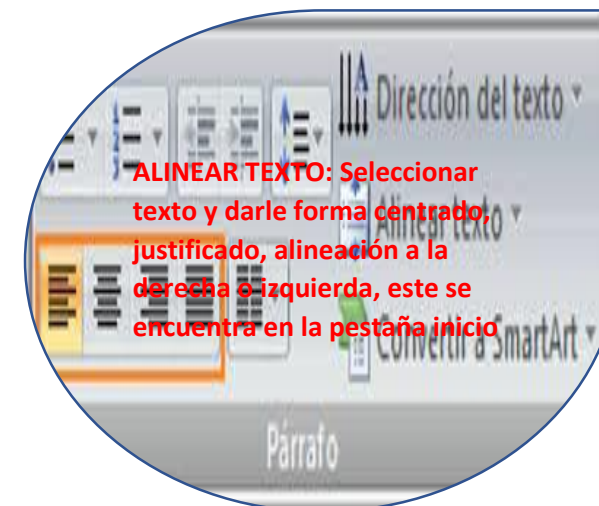 Dirección del texto
ALINEAR TEXTO: Seleccionar
texto y darle forma centrado,
Alinear texto
justificado, alineación a la
derecha o izquierda, este se
encuentra en la pestaña inicio
Convertir a SmartArt
Párrafo